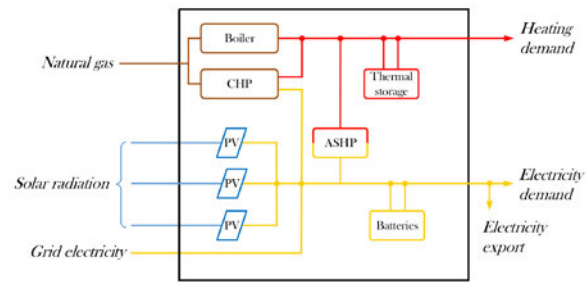 Boiler
Heating
demand
Natural gas
CHP
Thermal
storage
PV
ASHP
Solar radiation
PV
Electricity
demand
PV
Batteries
Electricity
export
Grid electricity